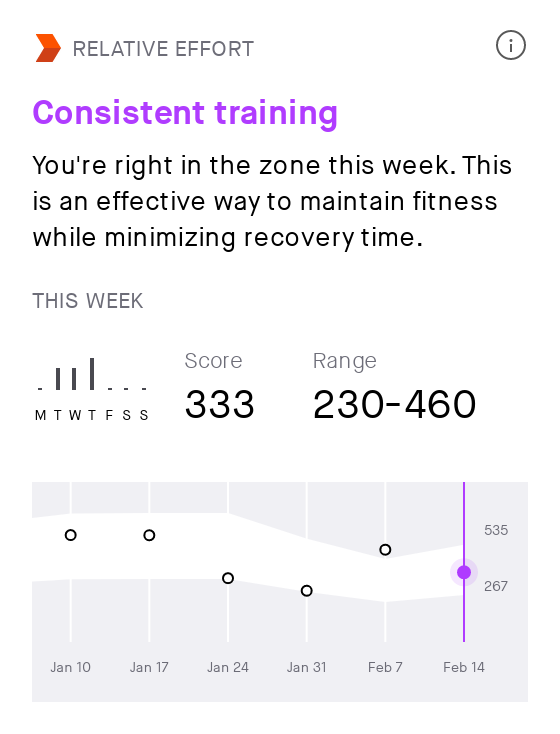 RELATIVE EFFORT
Consistent training
You're right in the zone this week. This
is an effective way to maintain fitness
while minimizing recovery time.
THIS WEEK
Score
Range
M T W T F S S
333
230-460
535
267
Jan 10
Jan 17
Jan 24
Jan 31
Feb 7
Feb 14